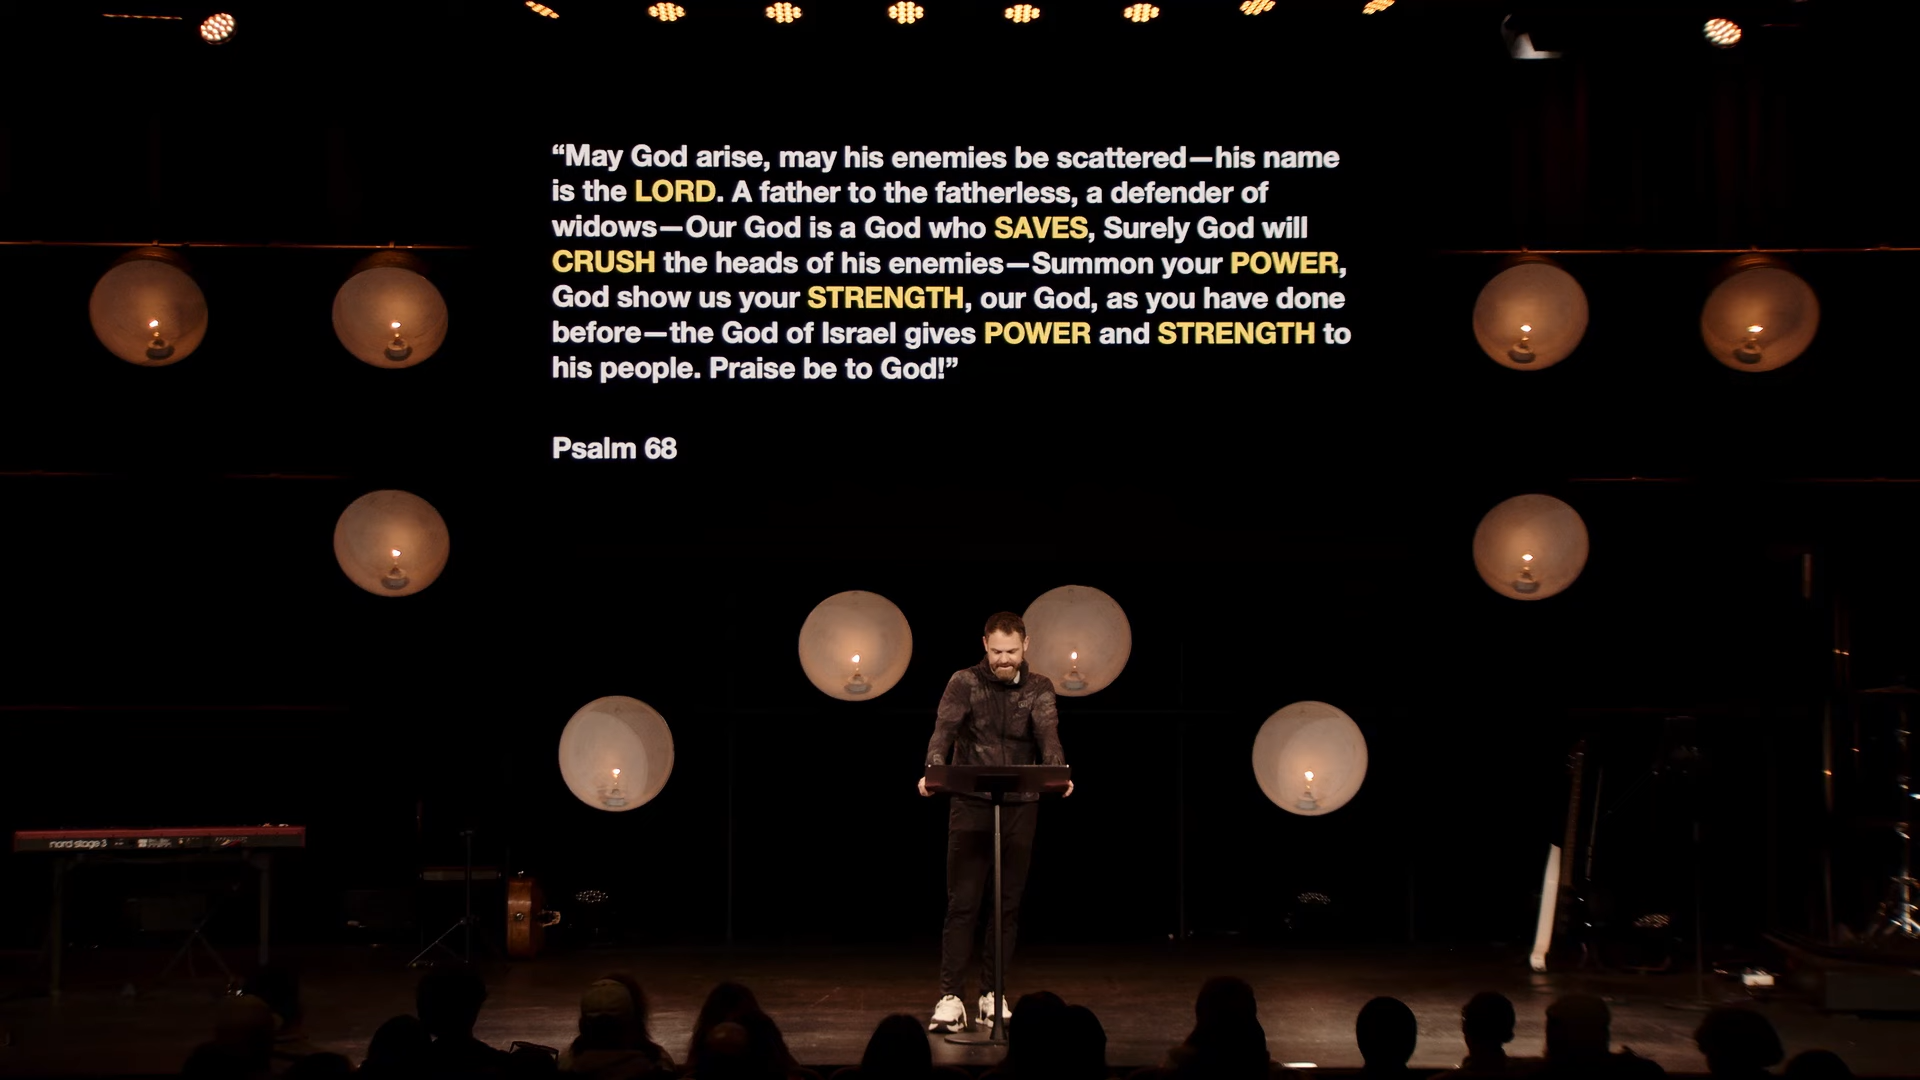 “May God arise, may his enemies be scattered—his name
is the LORD. A father to the fatherless, a defender of
widows—Our God is a God who SAVES, Surely God will
CRUSH the heads of his enemies—Summon your POWER,
God show us your STRENGTH, our God, as you have done
before—the God of Israel gives POWER and STRENGTH to
his people. Praise be to God!”
Psalm 68
nord stage 3